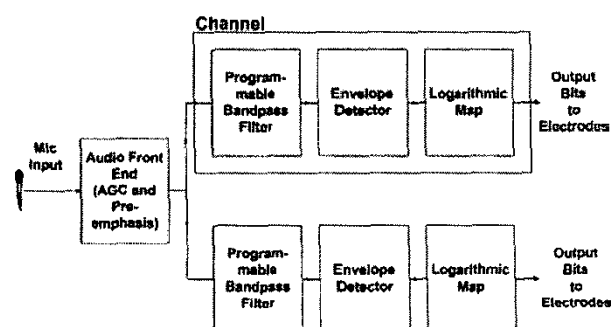 Channel
Program-
mable
Bandpass
Filter
Envelope
Detector
Logarithmic
Map
Output
Bits
to
Electrodes
Mic
Input
Audio Front
End
(AGC and
Pre-
emphasis)
Program-
mable
Bandpass
Filter
Envelope
Detector
Logarithmic
Map
Output
Bits
to
Electrodes